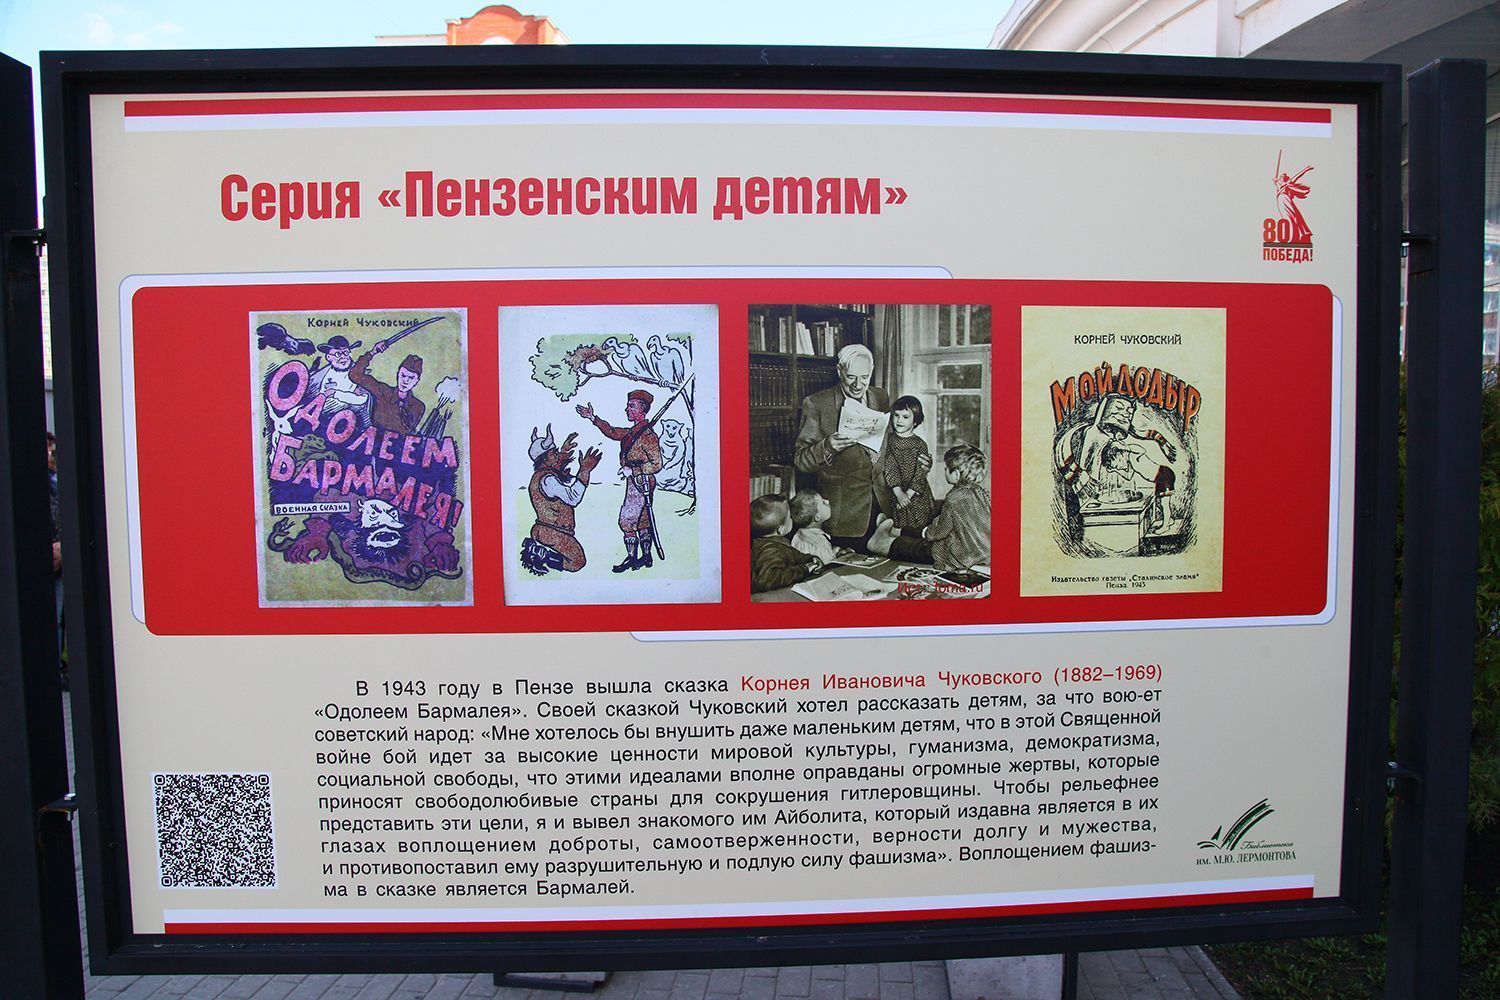 Серия «Пензенским детям»
80
ПОБЕДА!
Корней Чуковский
Одолеем
Бармалея!
военная сказка
КОРНЕЙ ЧУКОВСКИЙ
МОЙДОДЫР
Издательство газеты „Сталинское знамя"
Пенза, 1943
Ист.: foma.ru
В 1943 году в Пензе вышла сказка Корнея Ивановича Чуковского (1882–1969)
«Одолеем Бармалея». Своей сказкой Чуковский хотел рассказать детям, за что вою-ет
советский народ: «Мне хотелось бы внушить даже маленьким детям, что в этой Священной
войне бой идет за высокие ценности мировой культуры, гуманизма, демократизма,
социальной свободы, что этими идеалами вполне оправданы огромные жертвы, которые
приносят свободолюбивые страны для сокрушения гитлеровщины. Чтобы рельефнее
представить эти цели, я и вывел знакомого им Айболита, который издавна является в их
глазах воплощением доброты, самоотверженности, верности долгу и мужества,
и противопоставил ему разрушительную и подлую силу фашизма». Воплощением фашиз-
ма в сказке является Бармалей.
Библиотека
им. М.Ю. ЛЕРМОНТОВА